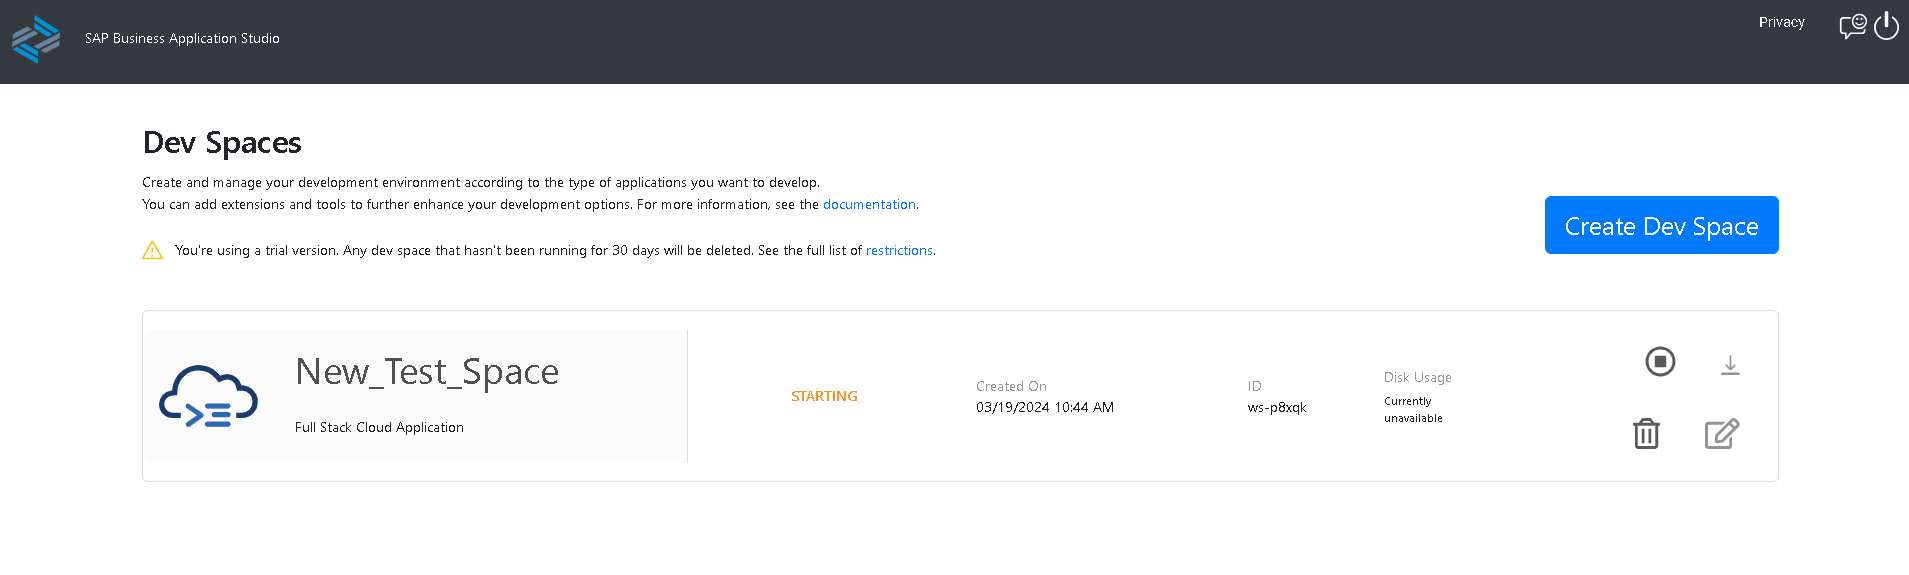 SAP Business Application Studio
Privacy
Dev Spaces
Create and manage your development environment according to the type of applications you want to develop.
You can add extensions and tools to further enhance your development options. For more information, see the documentation.
You're using a trial version. Any dev space that hasn't been running for 30 days will be deleted. See the full list of restrictions.
Create Dev Space
New_Test_Space
Full Stack Cloud Application
STARTING
Created On
03/19/2024 10:44 AM
ID
ws-p8xqk
Disk Usage
Currently
unavailable